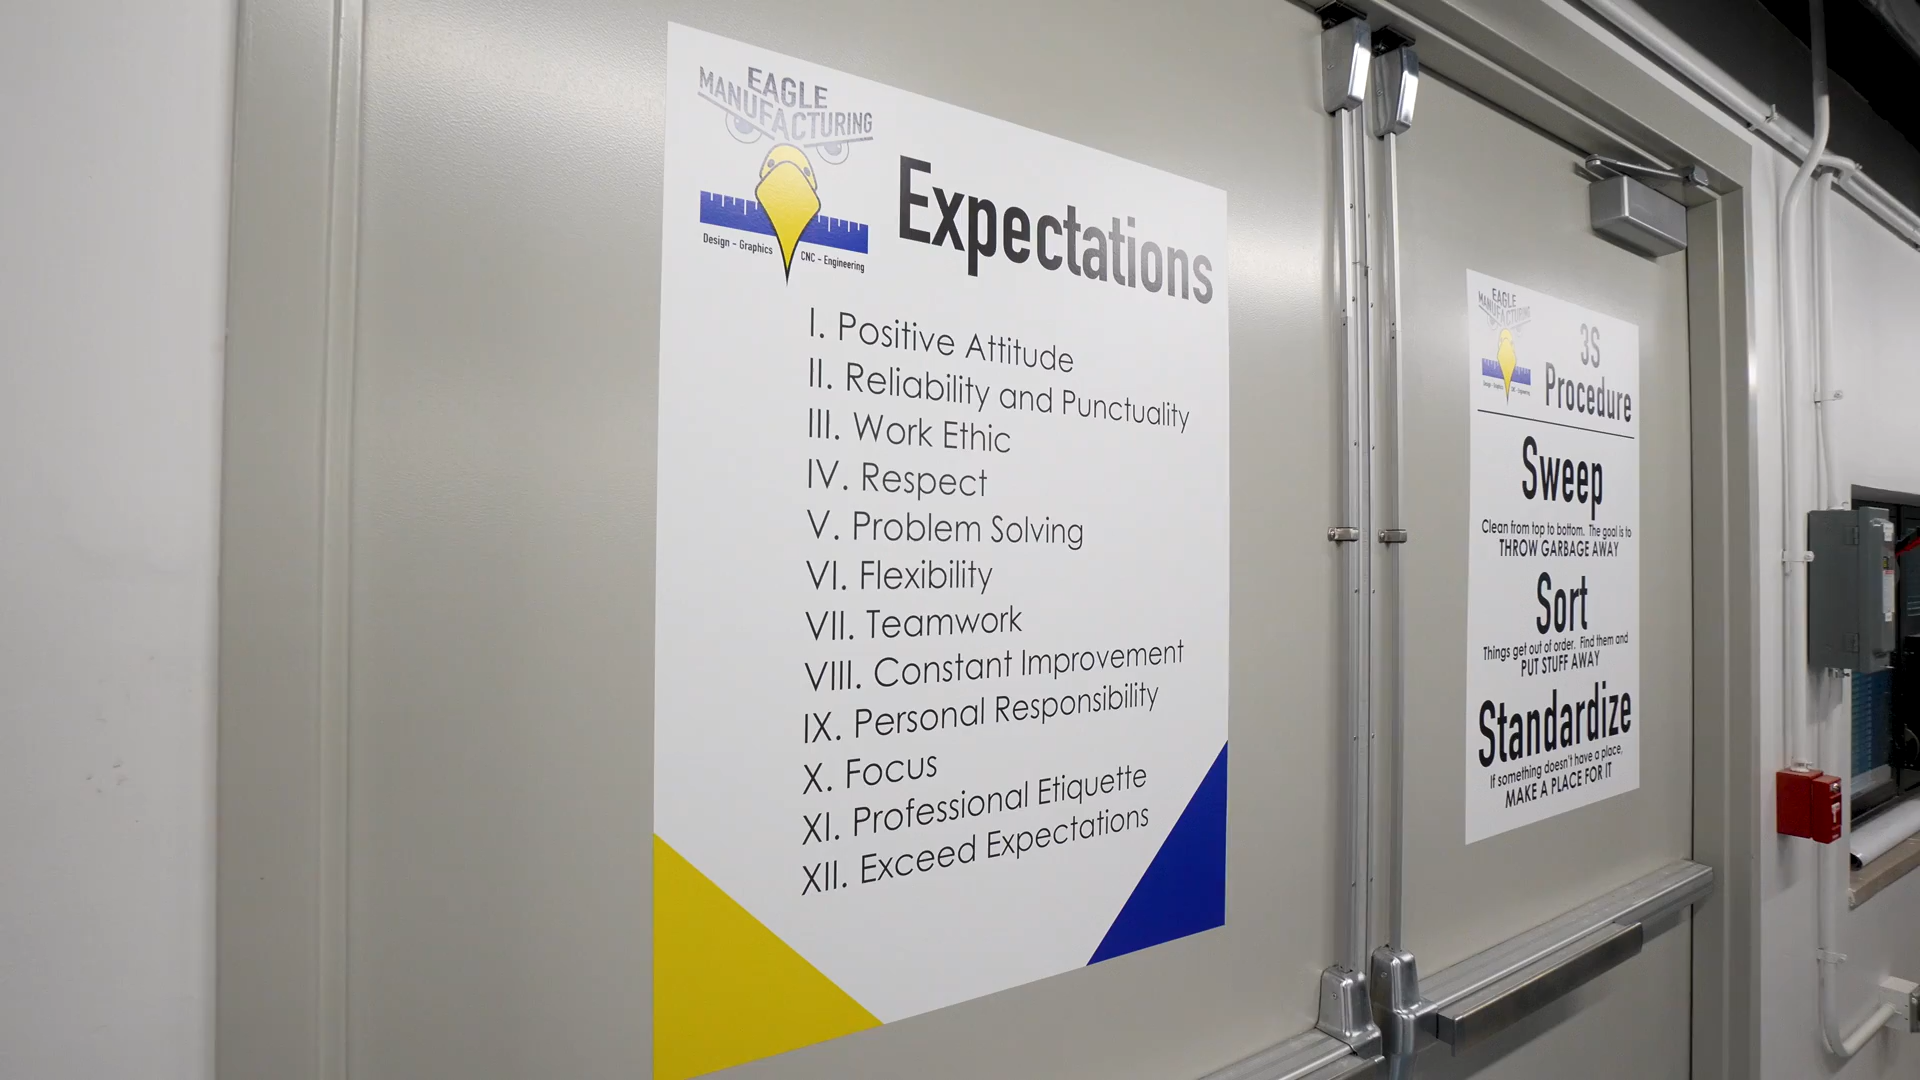 EAGLE
MANUFACTURING
Design - Graphics
CNC - Engineering
Expectations
I. Positive Attitude
II. Reliability and Punctuality
III. Work Ethic
IV. Respect
V. Problem Solving
VI. Flexibility
VII. Teamwork
VIII. Constant Improvement
IX. Personal Responsibility
X. Focus
XI. Professional Etiquette
XII. Exceed Expectations
EAGLE
MANUFACTURING
Design - Graphics
CNC - Engineering
3S
Procedure
Sweep
Clean from top to bottom. The goal is to
THROW GARBAGE AWAY
Sort
Things get out of order. Find them and
PUT STUFF AWAY
Standardize
If something doesn't have a place,
MAKE A PLACE FOR IT